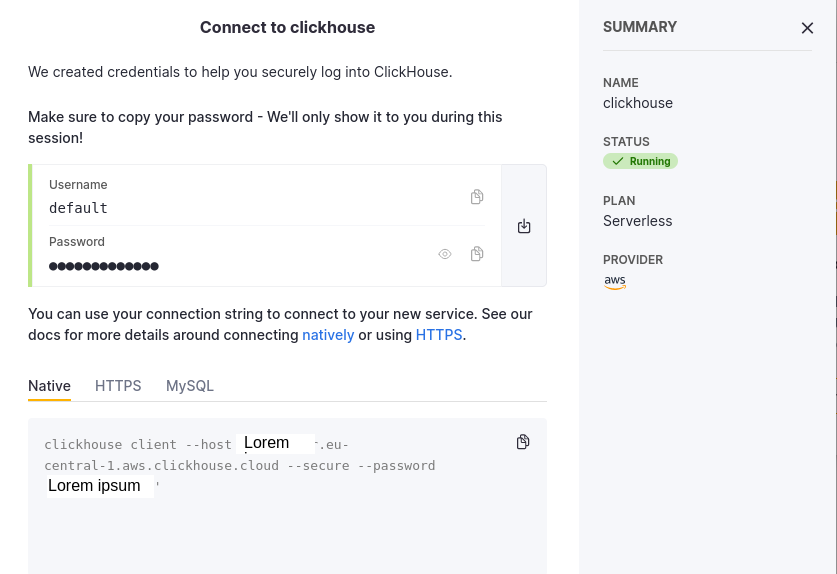 Connect to clickhouse
We created credentials to help you securely log into ClickHouse.
Make sure to copy your password - We'll only show it to you during this
session!
Username
default
Password
You can use your connection string to connect to your new service. See our
docs for more details around connecting natively or using HTTPS.
Native HTTPS MySQL
clickhouse client --host Lorem .eu-
central-1.aws.clickhouse.cloud --secure --password
Lorem ipsum '
SUMMARY
NAME
clickhouse
STATUS
Running
PLAN
Serverless
PROVIDER
aws